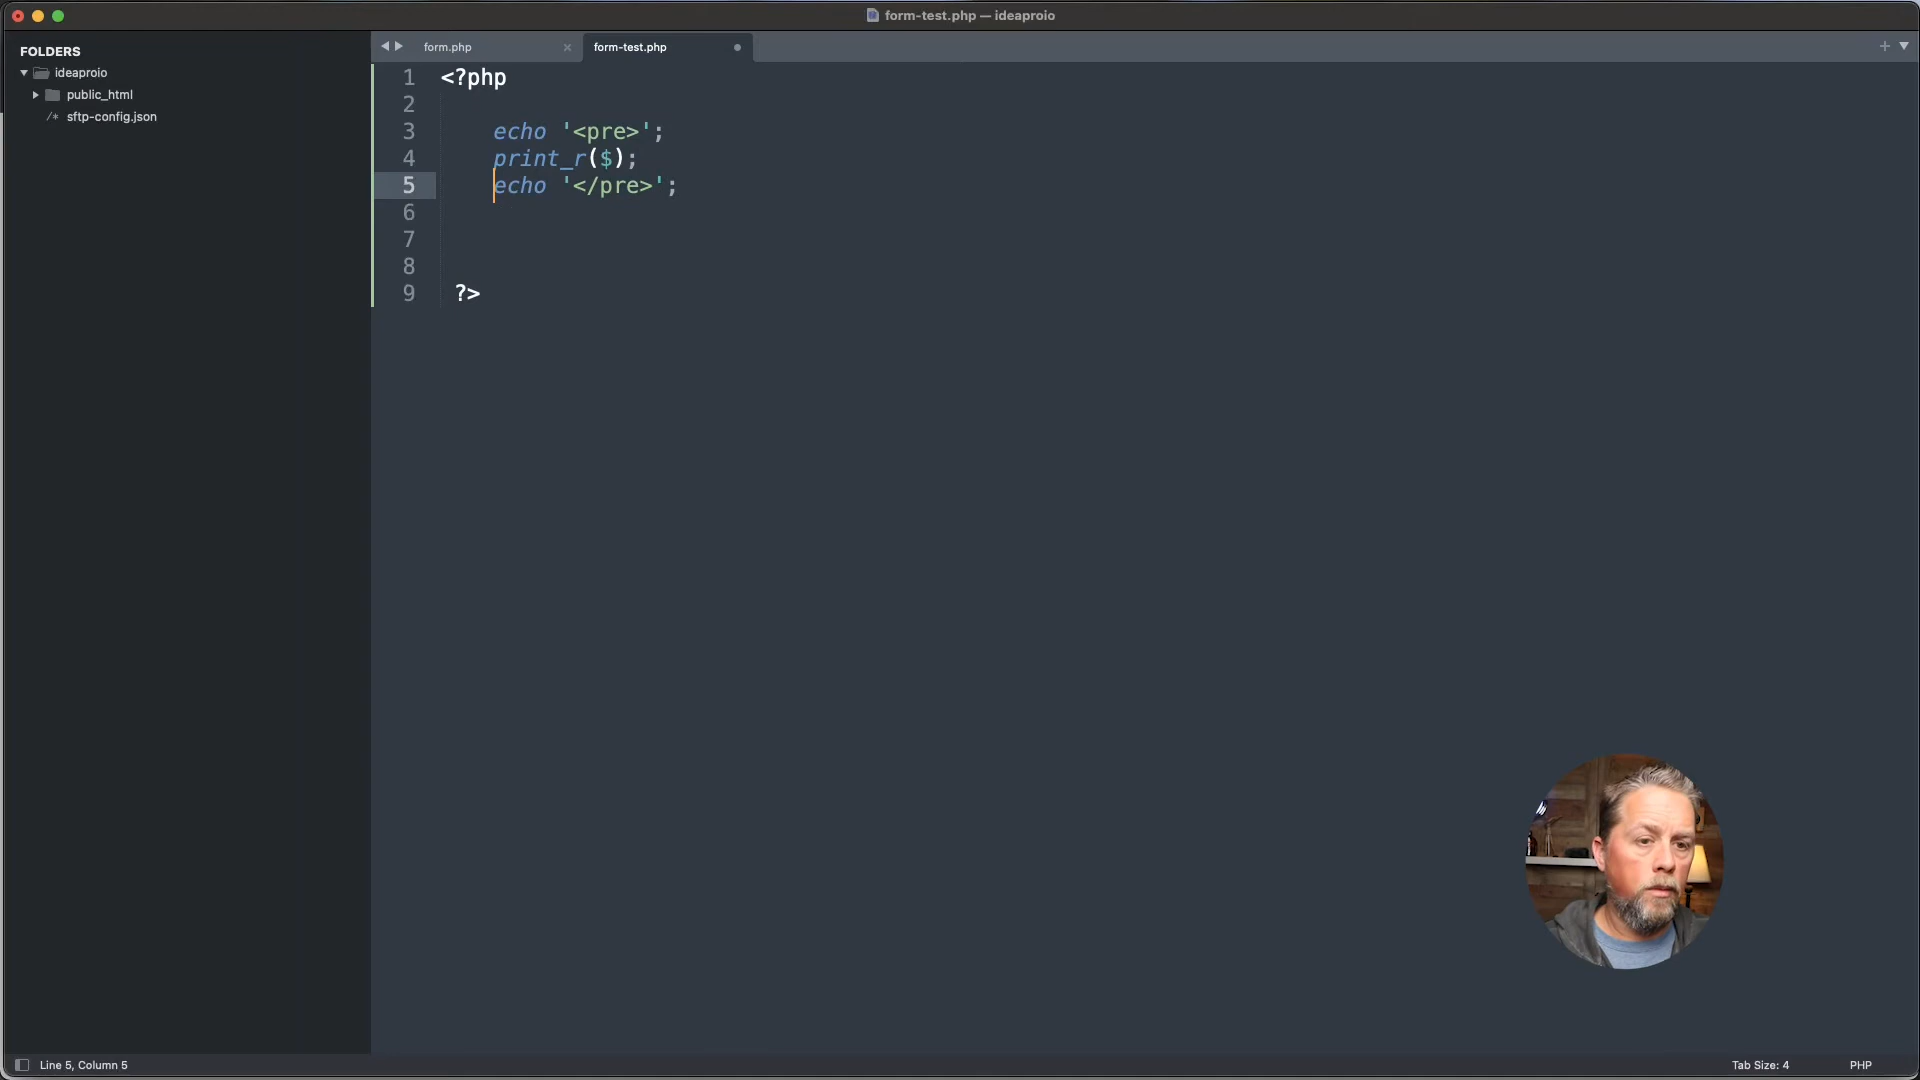 form-test.php — ideaproio
FOLDERS
ideaproio
public_html
/* sftp-config.json
form.php
form-test.php
1 <?php
2
3 echo '<pre>';
4 print_r($);
5 echo '</pre>';
6
7
8
9 ?>
Line 5, Column 5
Tab Size: 4
PHP